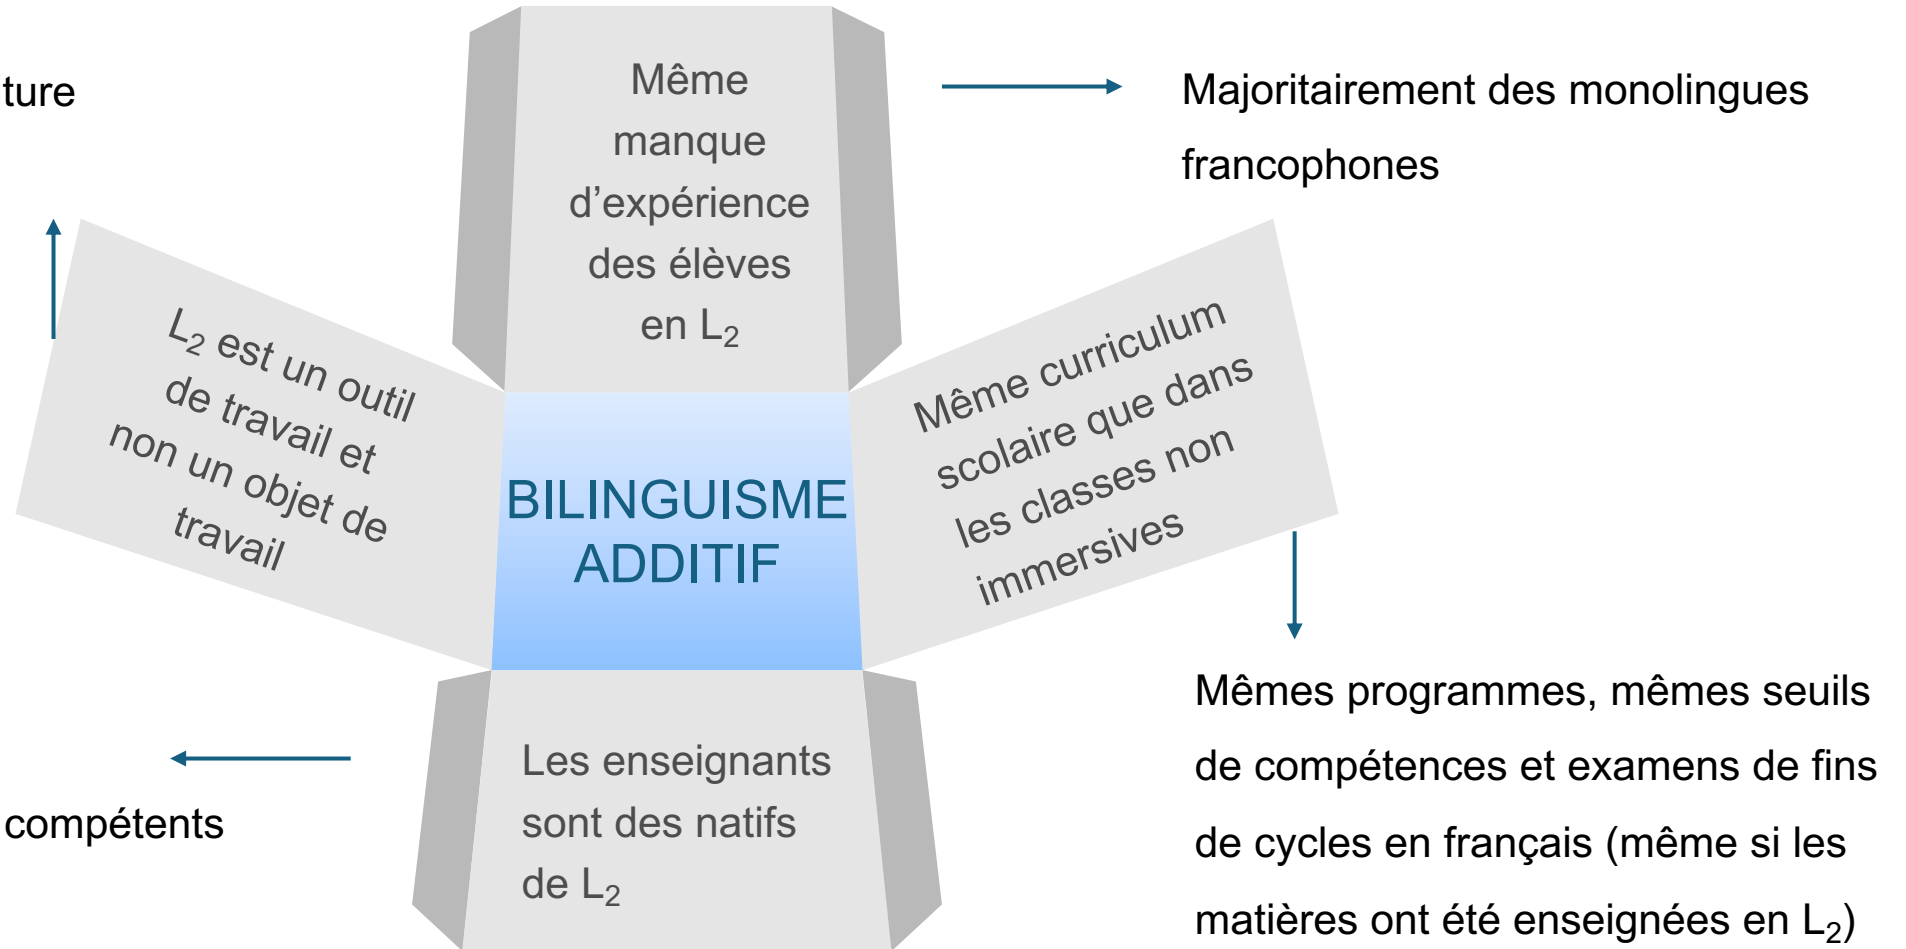 ture
Même
manque
d’expérience
des élèves
en L₂
Majoritairement des monolingues
francophones
L₂ est un outil
de travail et
non un objet de
travail
BILINGUISME
ADDITIF
Même curriculum
scolaire que dans
les classes non
immersives
Les enseignants
sont des natifs
de L₂
compétents
Mêmes programmes, mêmes seuils
de compétences et examens de fins
de cycles en français (même si les
matières ont été enseignées en L₂)